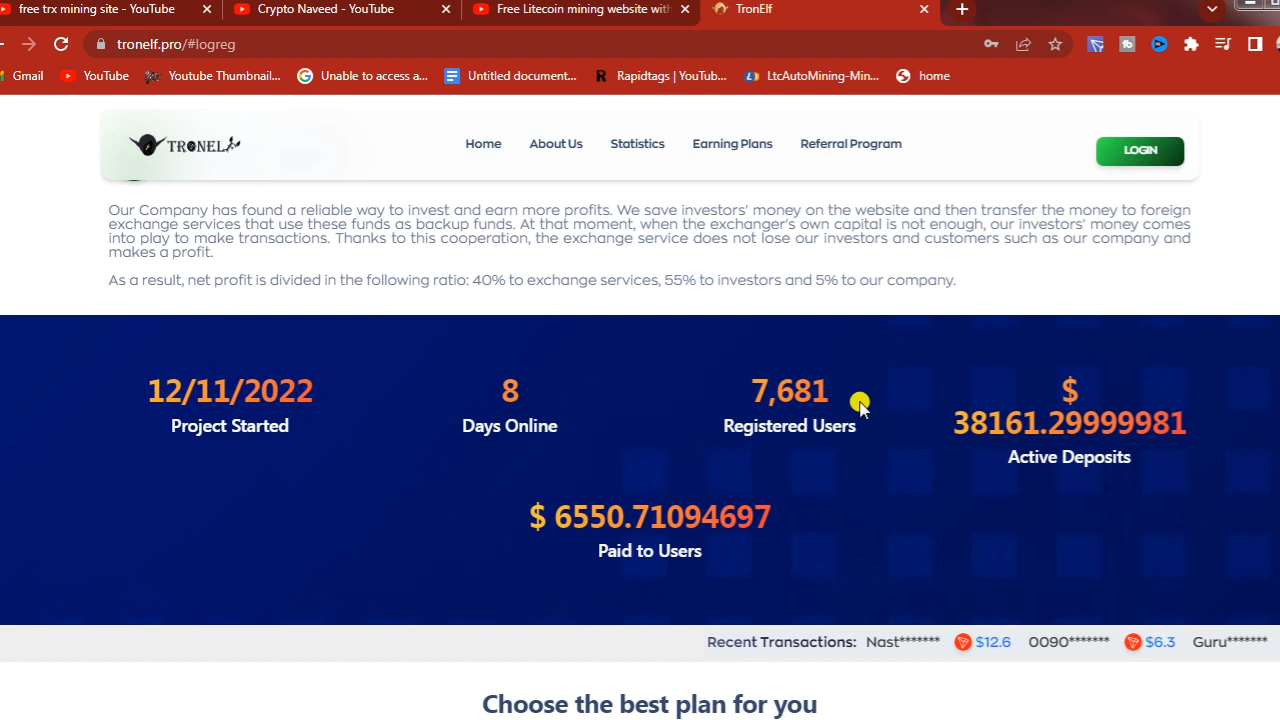 free trx mining site - YouTube
Crypto Naveed - YouTube
Free Litecoin mining website with
TronElf
tronelf.pro/#logreg
Gmail
YouTube
Youtube Thumbnail...
Unable to access a...
Untitled document...
Rapidtags | YouTub...
LtcAutoMining-Min...
home
TRONEL
Home
About Us
Statistics
Earning Plans
Referral Program
LOGIN
Our Company has found a reliable way to invest and earn more profits. We save investors' money on the website and then transfer the money to foreign
exchange services that use these funds as backup funds. At that moment, when the exchanger's own capital is not enough, our investors' money comes
into play to make transactions. Thanks to this cooperation, the exchange service does not lose our investors and customers such as our company and
makes a profit.
As a result, net profit is divided in the following ratio: 40% to exchange services, 55% to investors and 5% to our company.
12/11/2022
Project Started
8
Days Online
7,681
Registered Users
$
38161.29999981
Active Deposits
$ 6550.71094697
Paid to Users
Recent Transactions: Nast******* $12.6 0090******* $6.3 Guru*******
Choose the best plan for you